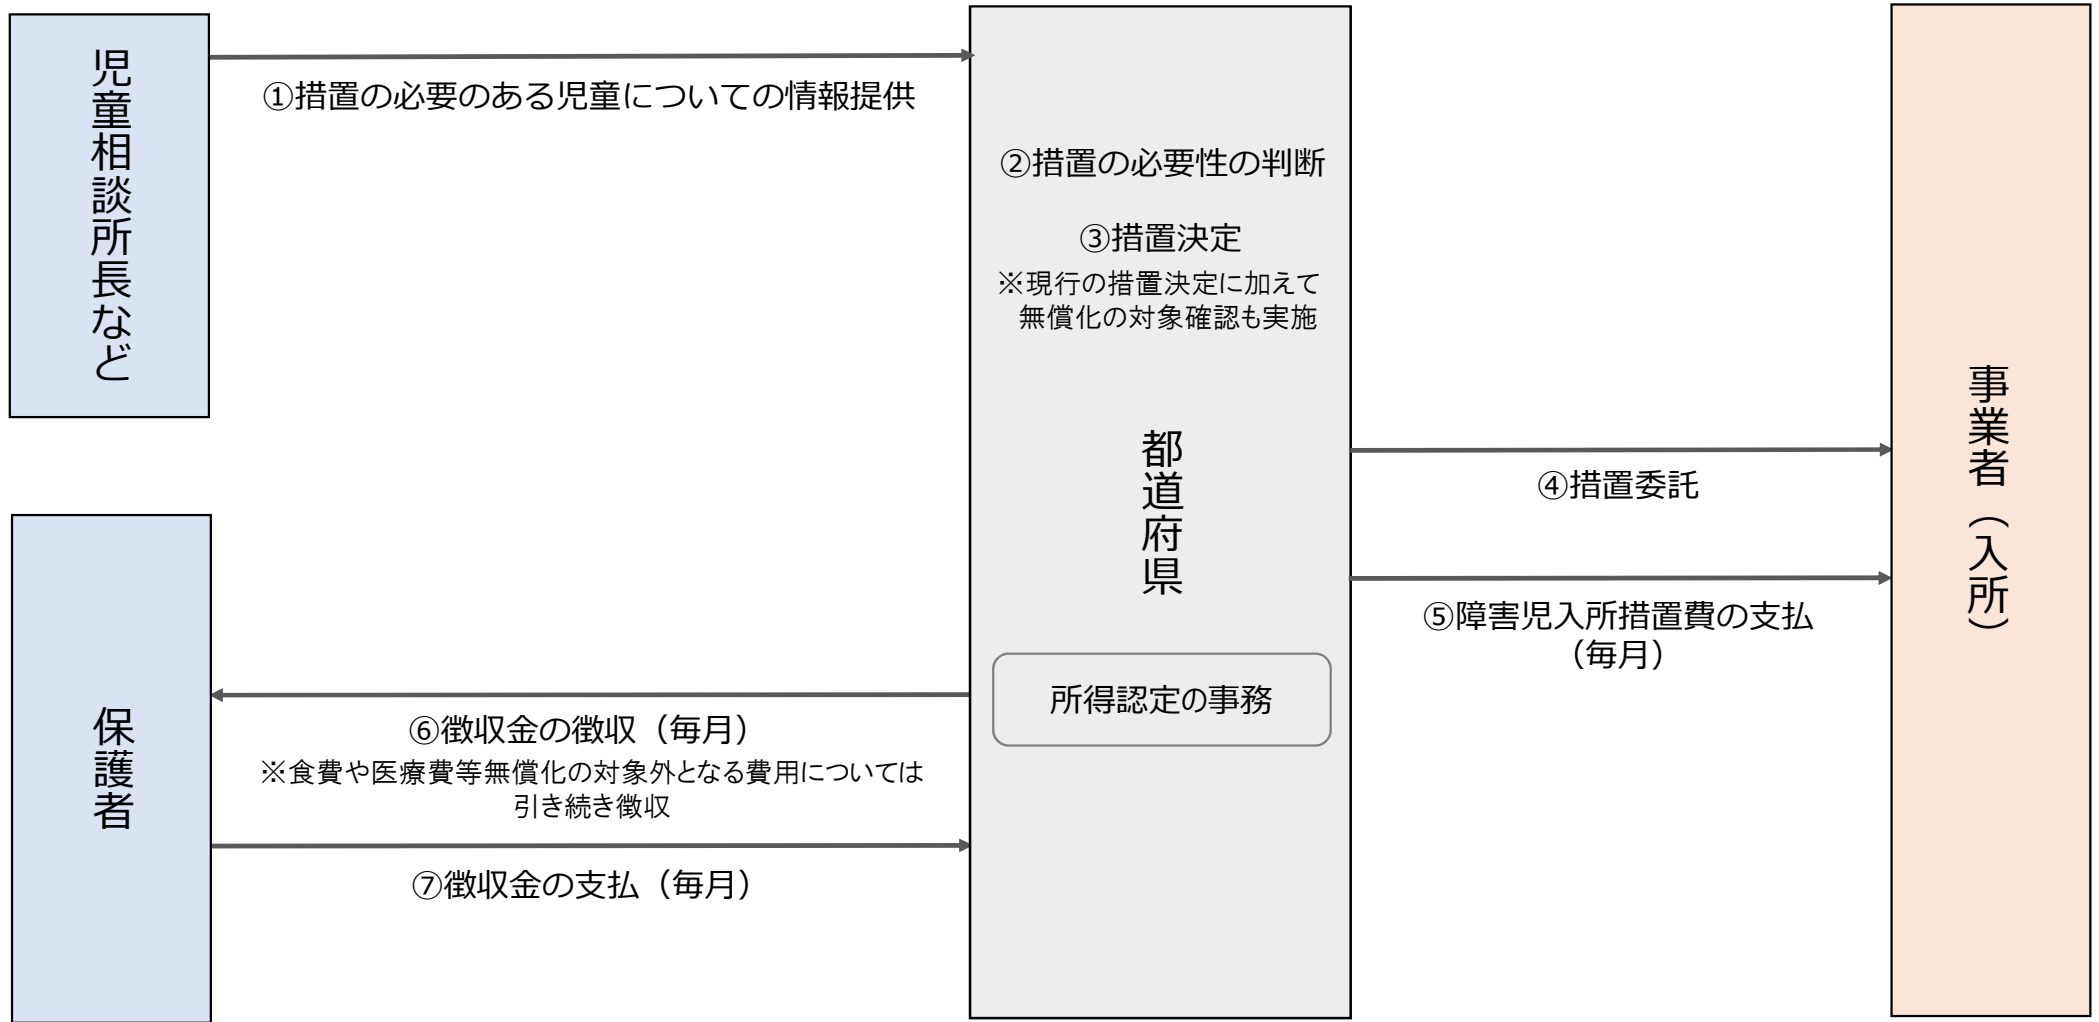 児童相談所長など
①措置の必要のある児童についての情報提供
②措置の必要性の判断
③措置決定
※現行の措置決定に加えて
無償化の対象確認も実施
都道府県
④措置委託
事業者（入所）
⑤障害児入所措置費の支払
（毎月）
所得認定の事務
保護者
⑥徴収金の徴収（毎月）
※食費や医療費等無償化の対象外となる費用については
引き続き徴収
⑦徴収金の支払（毎月）